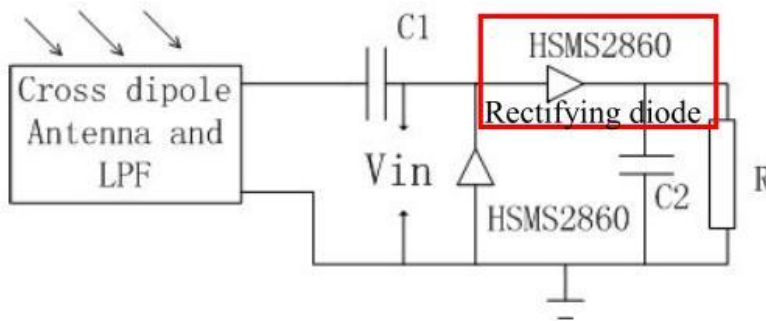 C1
HSMS2860
Cross dipole
Antenna and
LPF
Rectifying diode
Vin
C2
R
HSMS2860